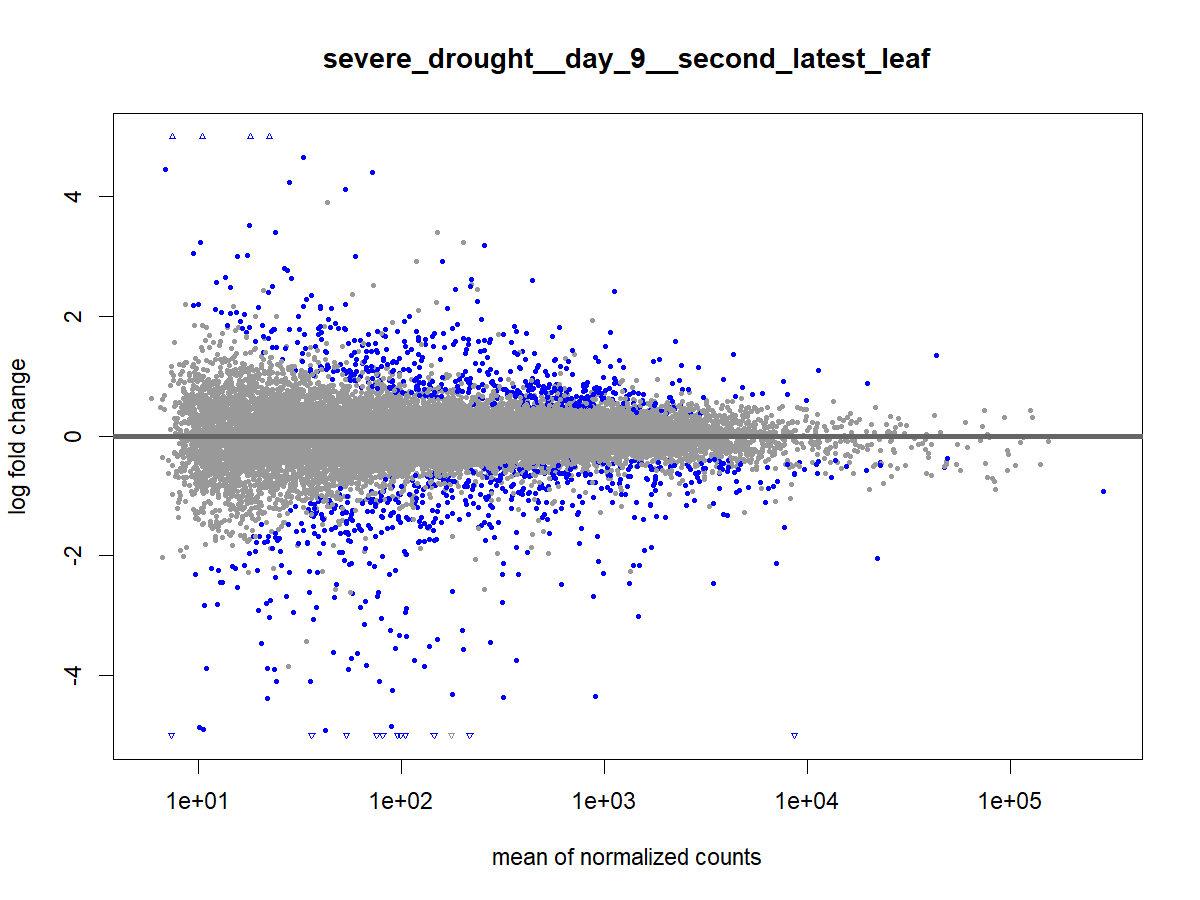 severe_drought__day_9__second_latest_leaf
log fold change
4
2
0
-2
-4
1e+01 1e+02 1e+03 1e+04 1e+05
mean of normalized counts